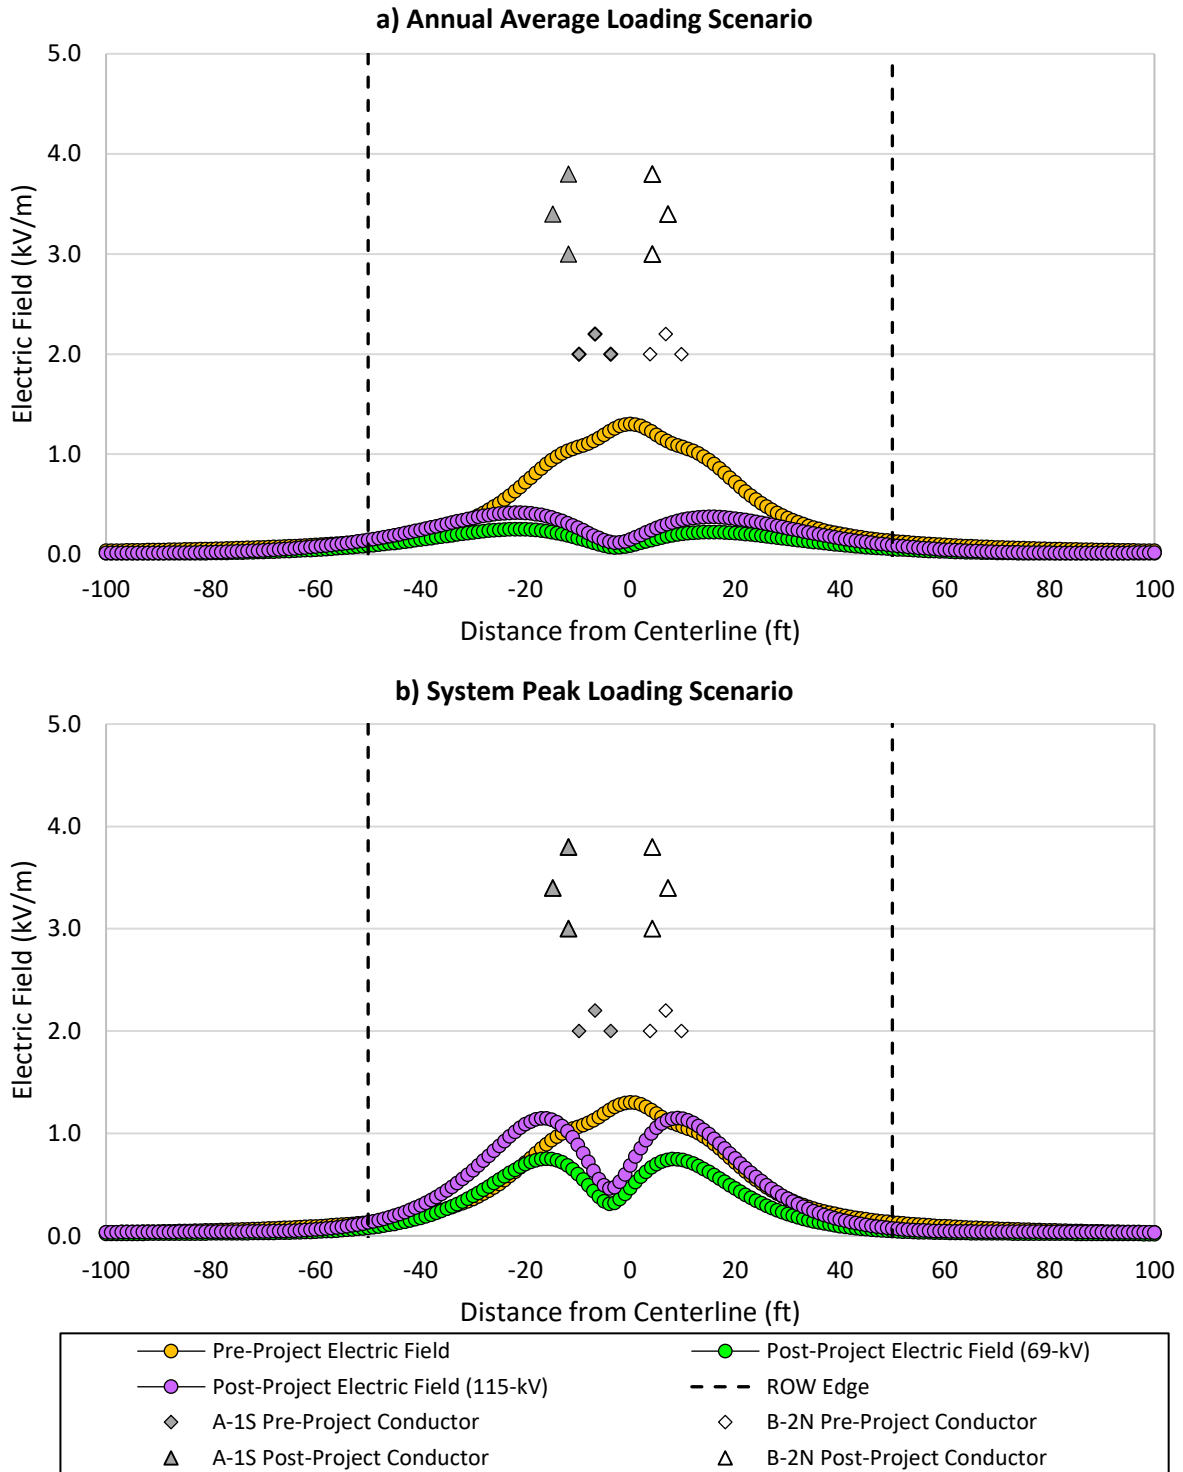 a) Annual Average Loading Scenario
5.0
4.0
3.0
2.0
1.0
0.0
Electric Field (kV/m)
-100 -80 -60 -40 -20 0 20 40 60 80 100
Distance from Centerline (ft)
b) System Peak Loading Scenario
5.0
4.0
3.0
2.0
1.0
0.0
Electric Field (kV/m)
-100 -80 -60 -40 -20 0 20 40 60 80 100
Distance from Centerline (ft)
Pre-Project Electric Field Post-Project Electric Field (69-kV)
Post-Project Electric Field (115-kV) ROW Edge
A-1S Pre-Project Conductor B-2N Pre-Project Conductor
A-1S Post-Project Conductor B-2N Post-Project Conductor